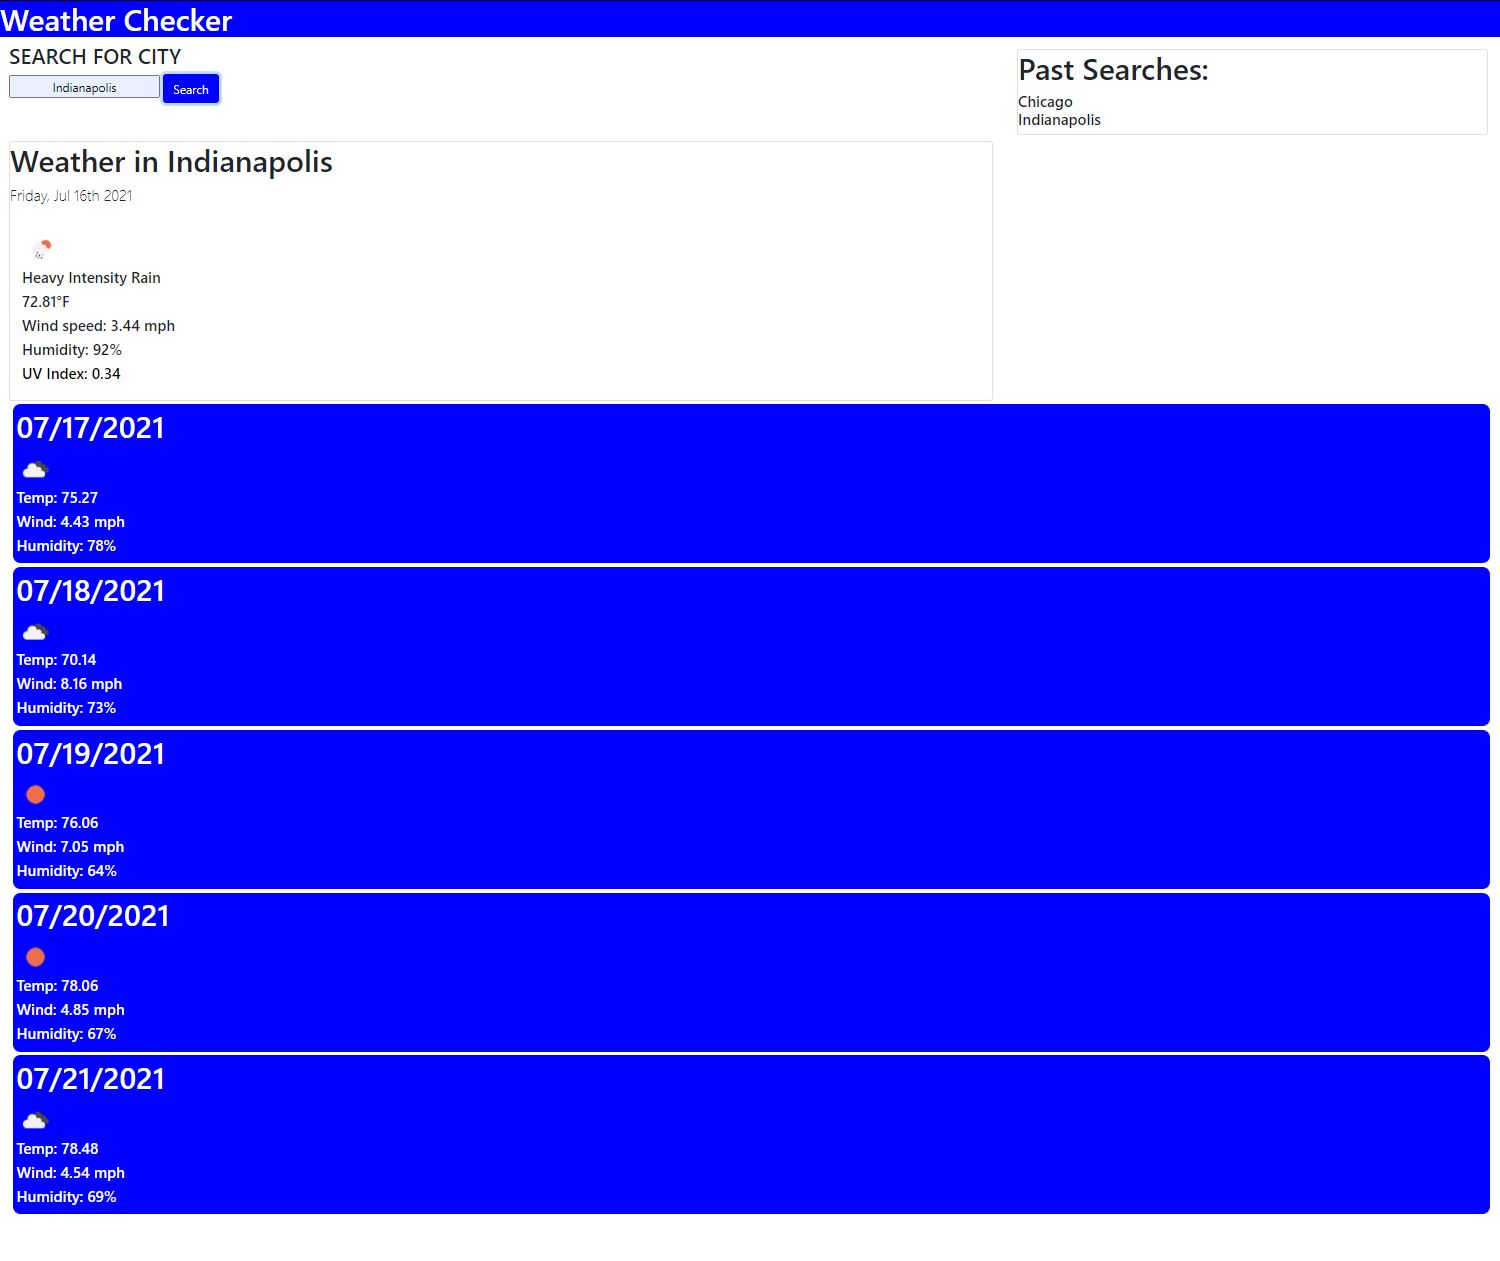 Weather Checker
SEARCH FOR CITY
Indianapolis Search
Past Searches:
Chicago
Indianapolis
Weather in Indianapolis
Friday, Jul 16th 2021
Heavy Intensity Rain
72.81°F
Wind speed: 3.44 mph
Humidity: 92%
UV Index: 0.34
07/17/2021
Temp: 75.27
Wind: 4.43 mph
Humidity: 78%
07/18/2021
Temp: 70.14
Wind: 8.16 mph
Humidity: 73%
07/19/2021
Temp: 76.06
Wind: 7.05 mph
Humidity: 64%
07/20/2021
Temp: 78.06
Wind: 4.85 mph
Humidity: 67%
07/21/2021
Temp: 78.48
Wind: 4.54 mph
Humidity: 69%